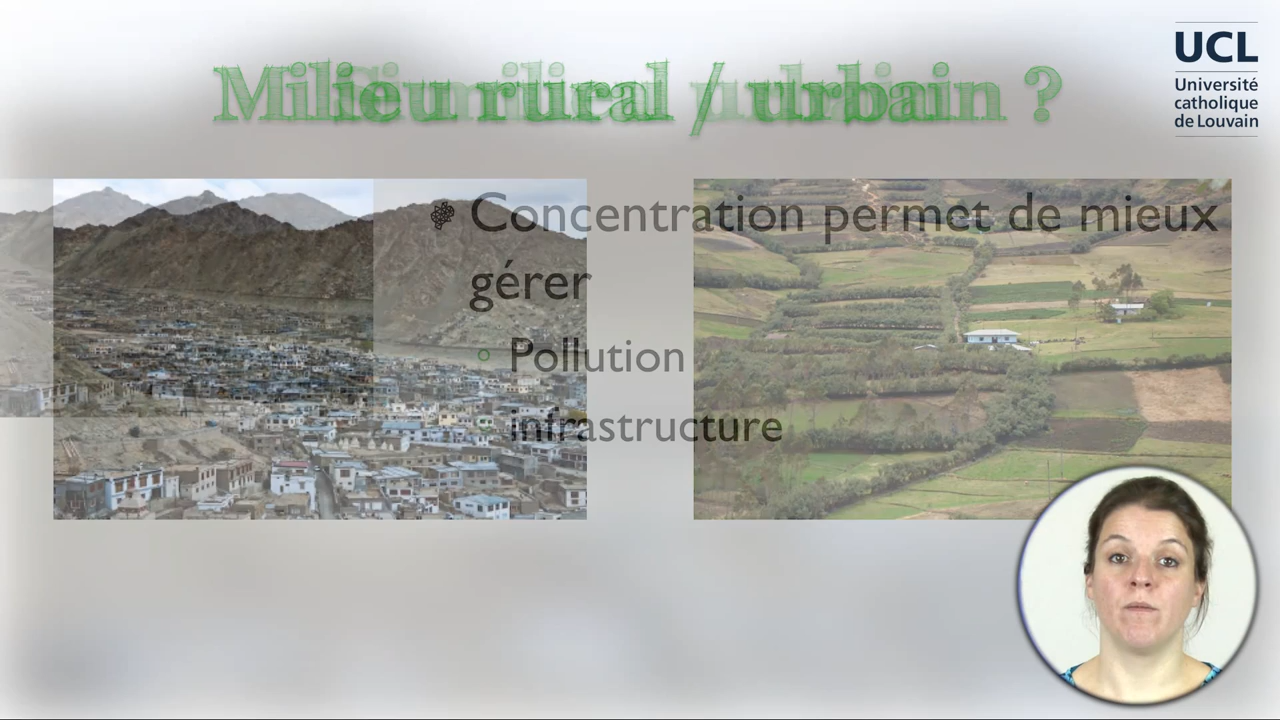 Milieu rural / urbain ?
UCL
Université
catholique
de Louvain
Concentration permet de mieux
gérer
Pollution
infrastructure